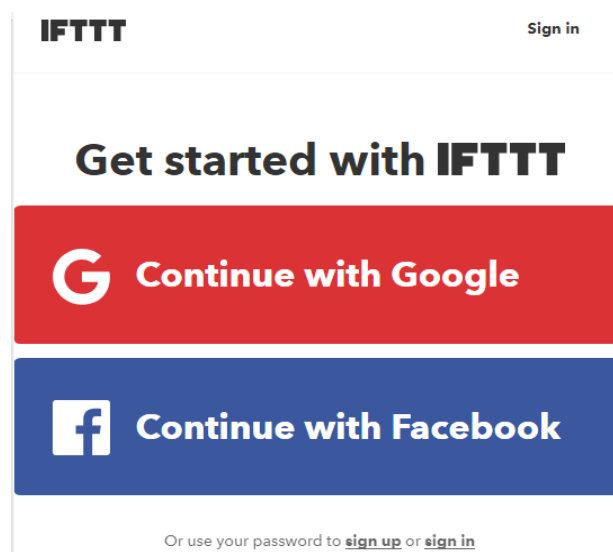 IFTTT
Sign in
Get started with IFTTT
Continue with Google
Continue with Facebook
Or use your password to sign up or sign in